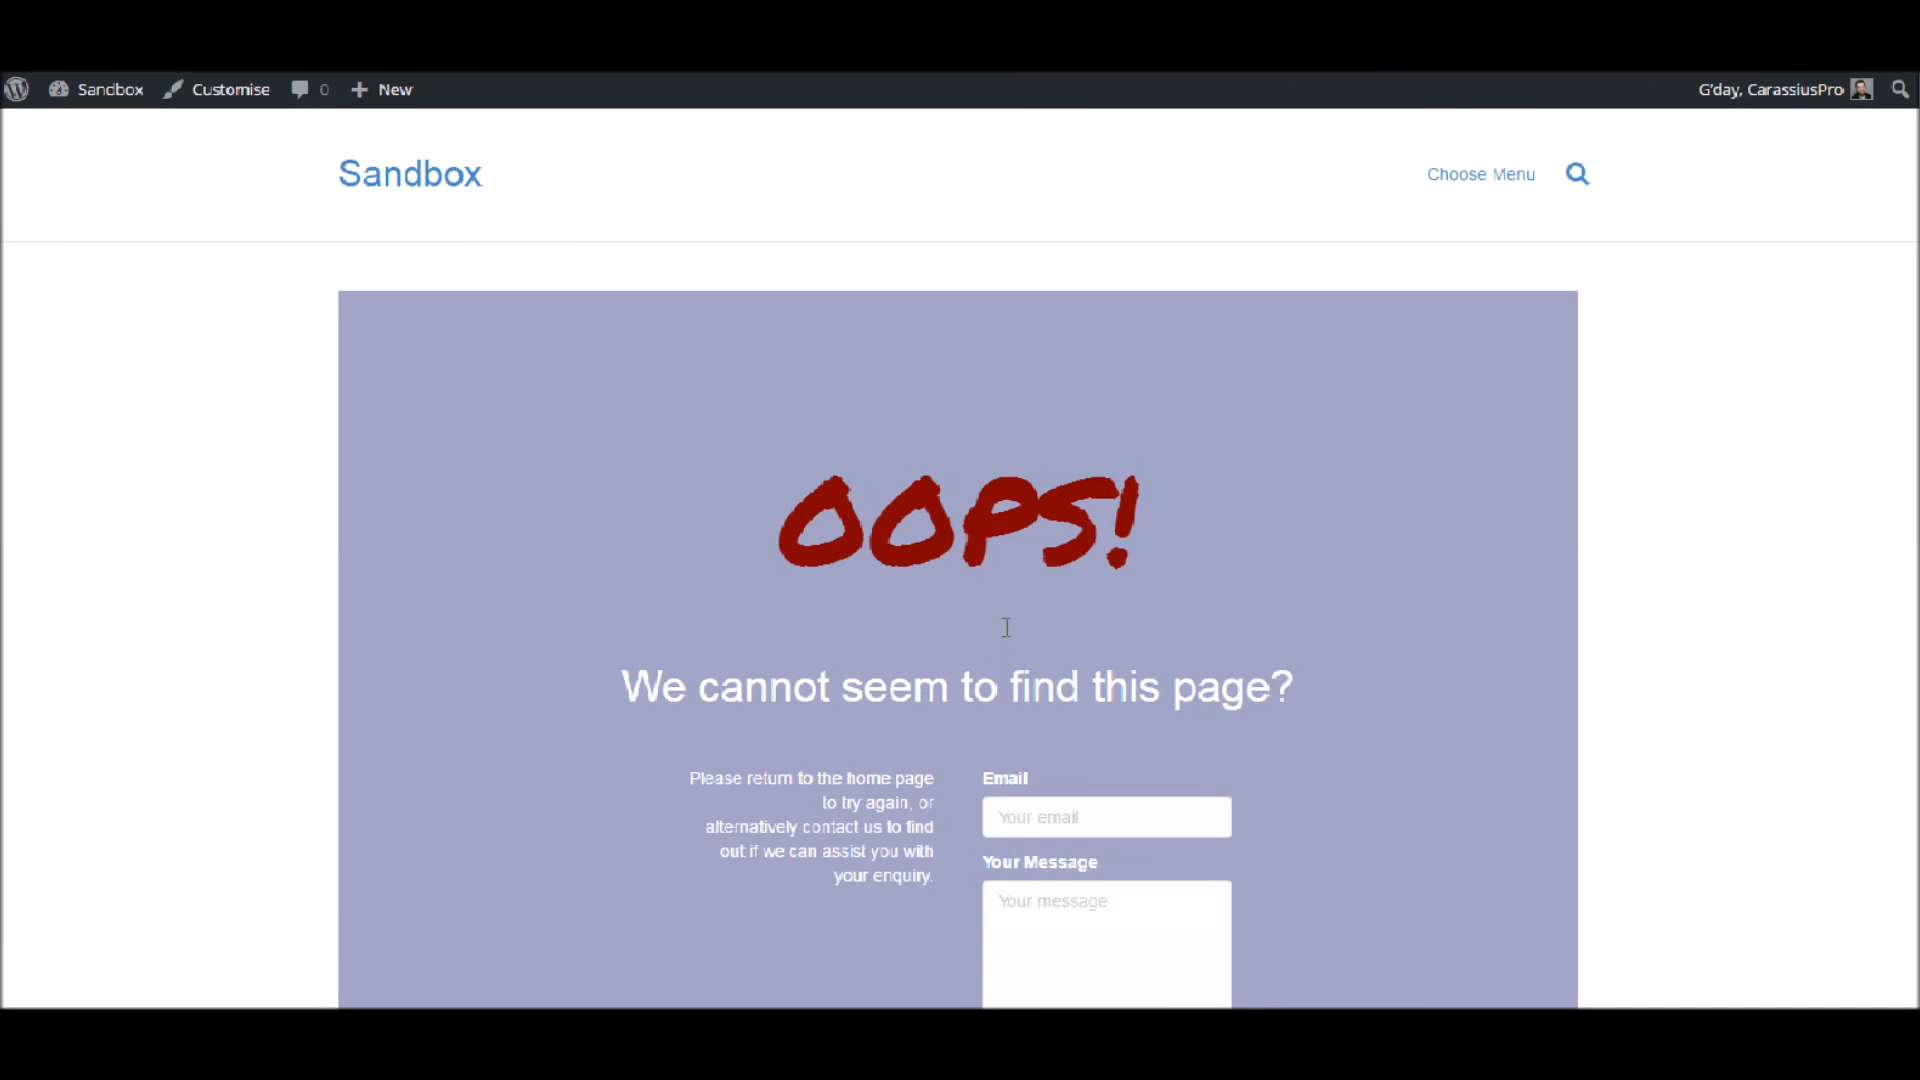 Sandbox Customise 0 New G'day, CarassiusPro
Sandbox Choose Menu
OOPS!
We cannot seem to find this page?
Please return to the home page
to try again, or
alternatively contact us to find
out if we can assist you with
your enquiry.
Email
Your email
Your Message
Your message